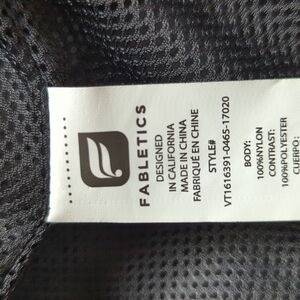 FABLETICS
DESIGNED
IN CALIFORNIA
MADE IN CHINA
FABRIQUE EN CHINE
STYLE#
VT1616391-0465-17020
BODY:
100%NYLON
CONTRAST:
100%POLYESTER
CUERPO: